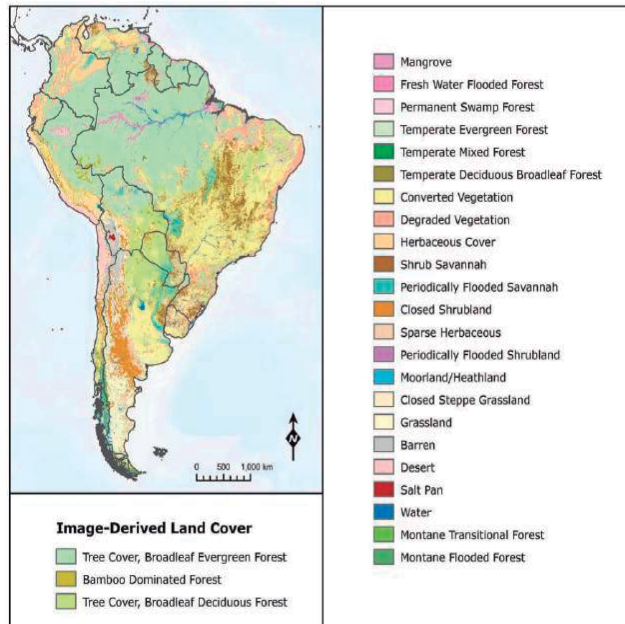 N
0 500 1,000 km
Image-Derived Land Cover
Tree Cover, Broadleaf Evergreen Forest
Bamboo Dominated Forest
Tree Cover, Broadleaf Deciduous Forest
Mangrove
Fresh Water Flooded Forest
Permanent Swamp Forest
Temperate Evergreen Forest
Temperate Mixed Forest
Temperate Deciduous Broadleaf Forest
Converted Vegetation
Degraded Vegetation
Herbaceous Cover
Shrub Savannah
Periodically Flooded Savannah
Closed Shrubland
Sparse Herbaceous
Periodically Flooded Shrubland
Moorland/Heathland
Closed Steppe Grassland
Grassland
Barren
Desert
Salt Pan
Water
Montane Transitional Forest
Montane Flooded Forest